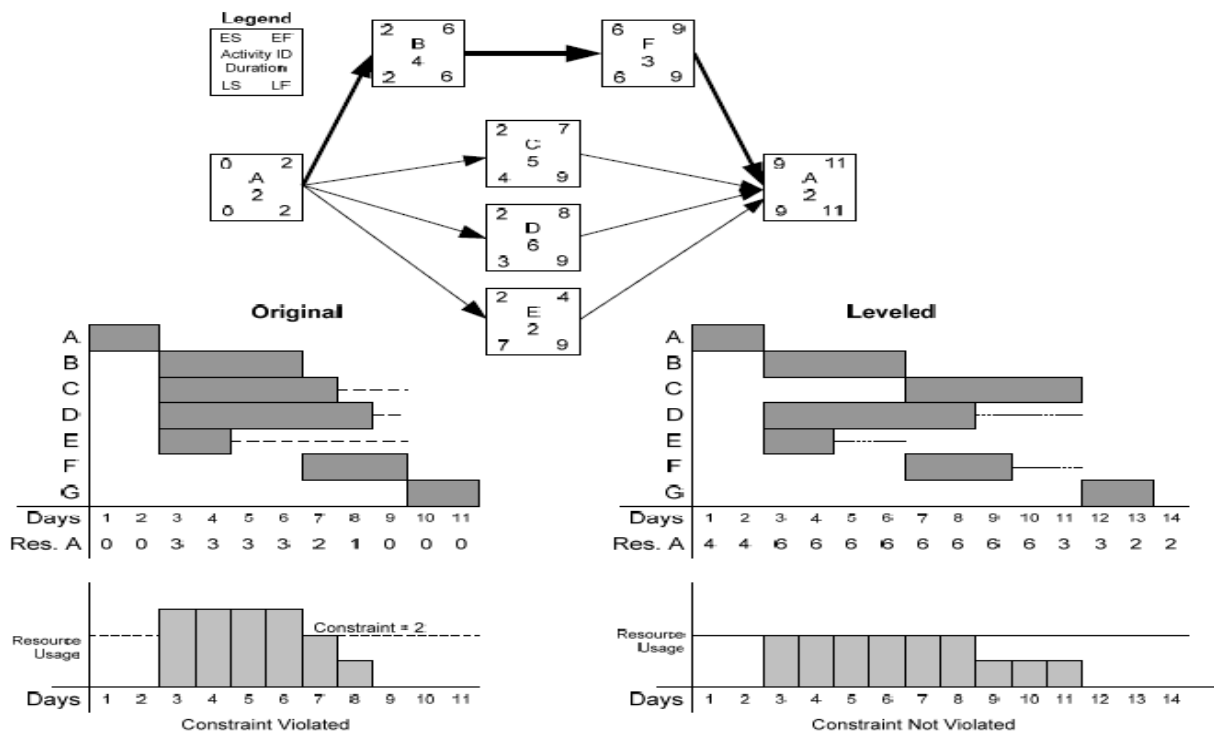 Legend
ES EF
Activity ID
Duration
LS LF
2 6
B
4
2 6
6 9
F
3
6 9
0 2
A
2
0 2
2 7
C
5
4 9
2 8
D
6
3 9
2 4
E
2
7 9
9 11
A
2
9 11
Original
A
B
C
D
E
F
G
Days 1 2 3 4 5 6 7 8 9 10 11
Res. A 0 0 3 3 3 3 2 1 0 0 0
Constraint = 2
Resource
Usage
Days 1 2 3 4 5 6 7 8 9 10 11
Constraint Violated
Leveled
A
B
C
D
E
F
G
Days 1 2 3 4 5 6 7 8 9 10 11 12 13 14
Res. A 4 4 6 6 6 6 6 6 6 6 3 3 2 2
Resource
Usage
Days 1 2 3 4 5 6 7 8 9 10 11 12 13 14
Constraint Not Violated